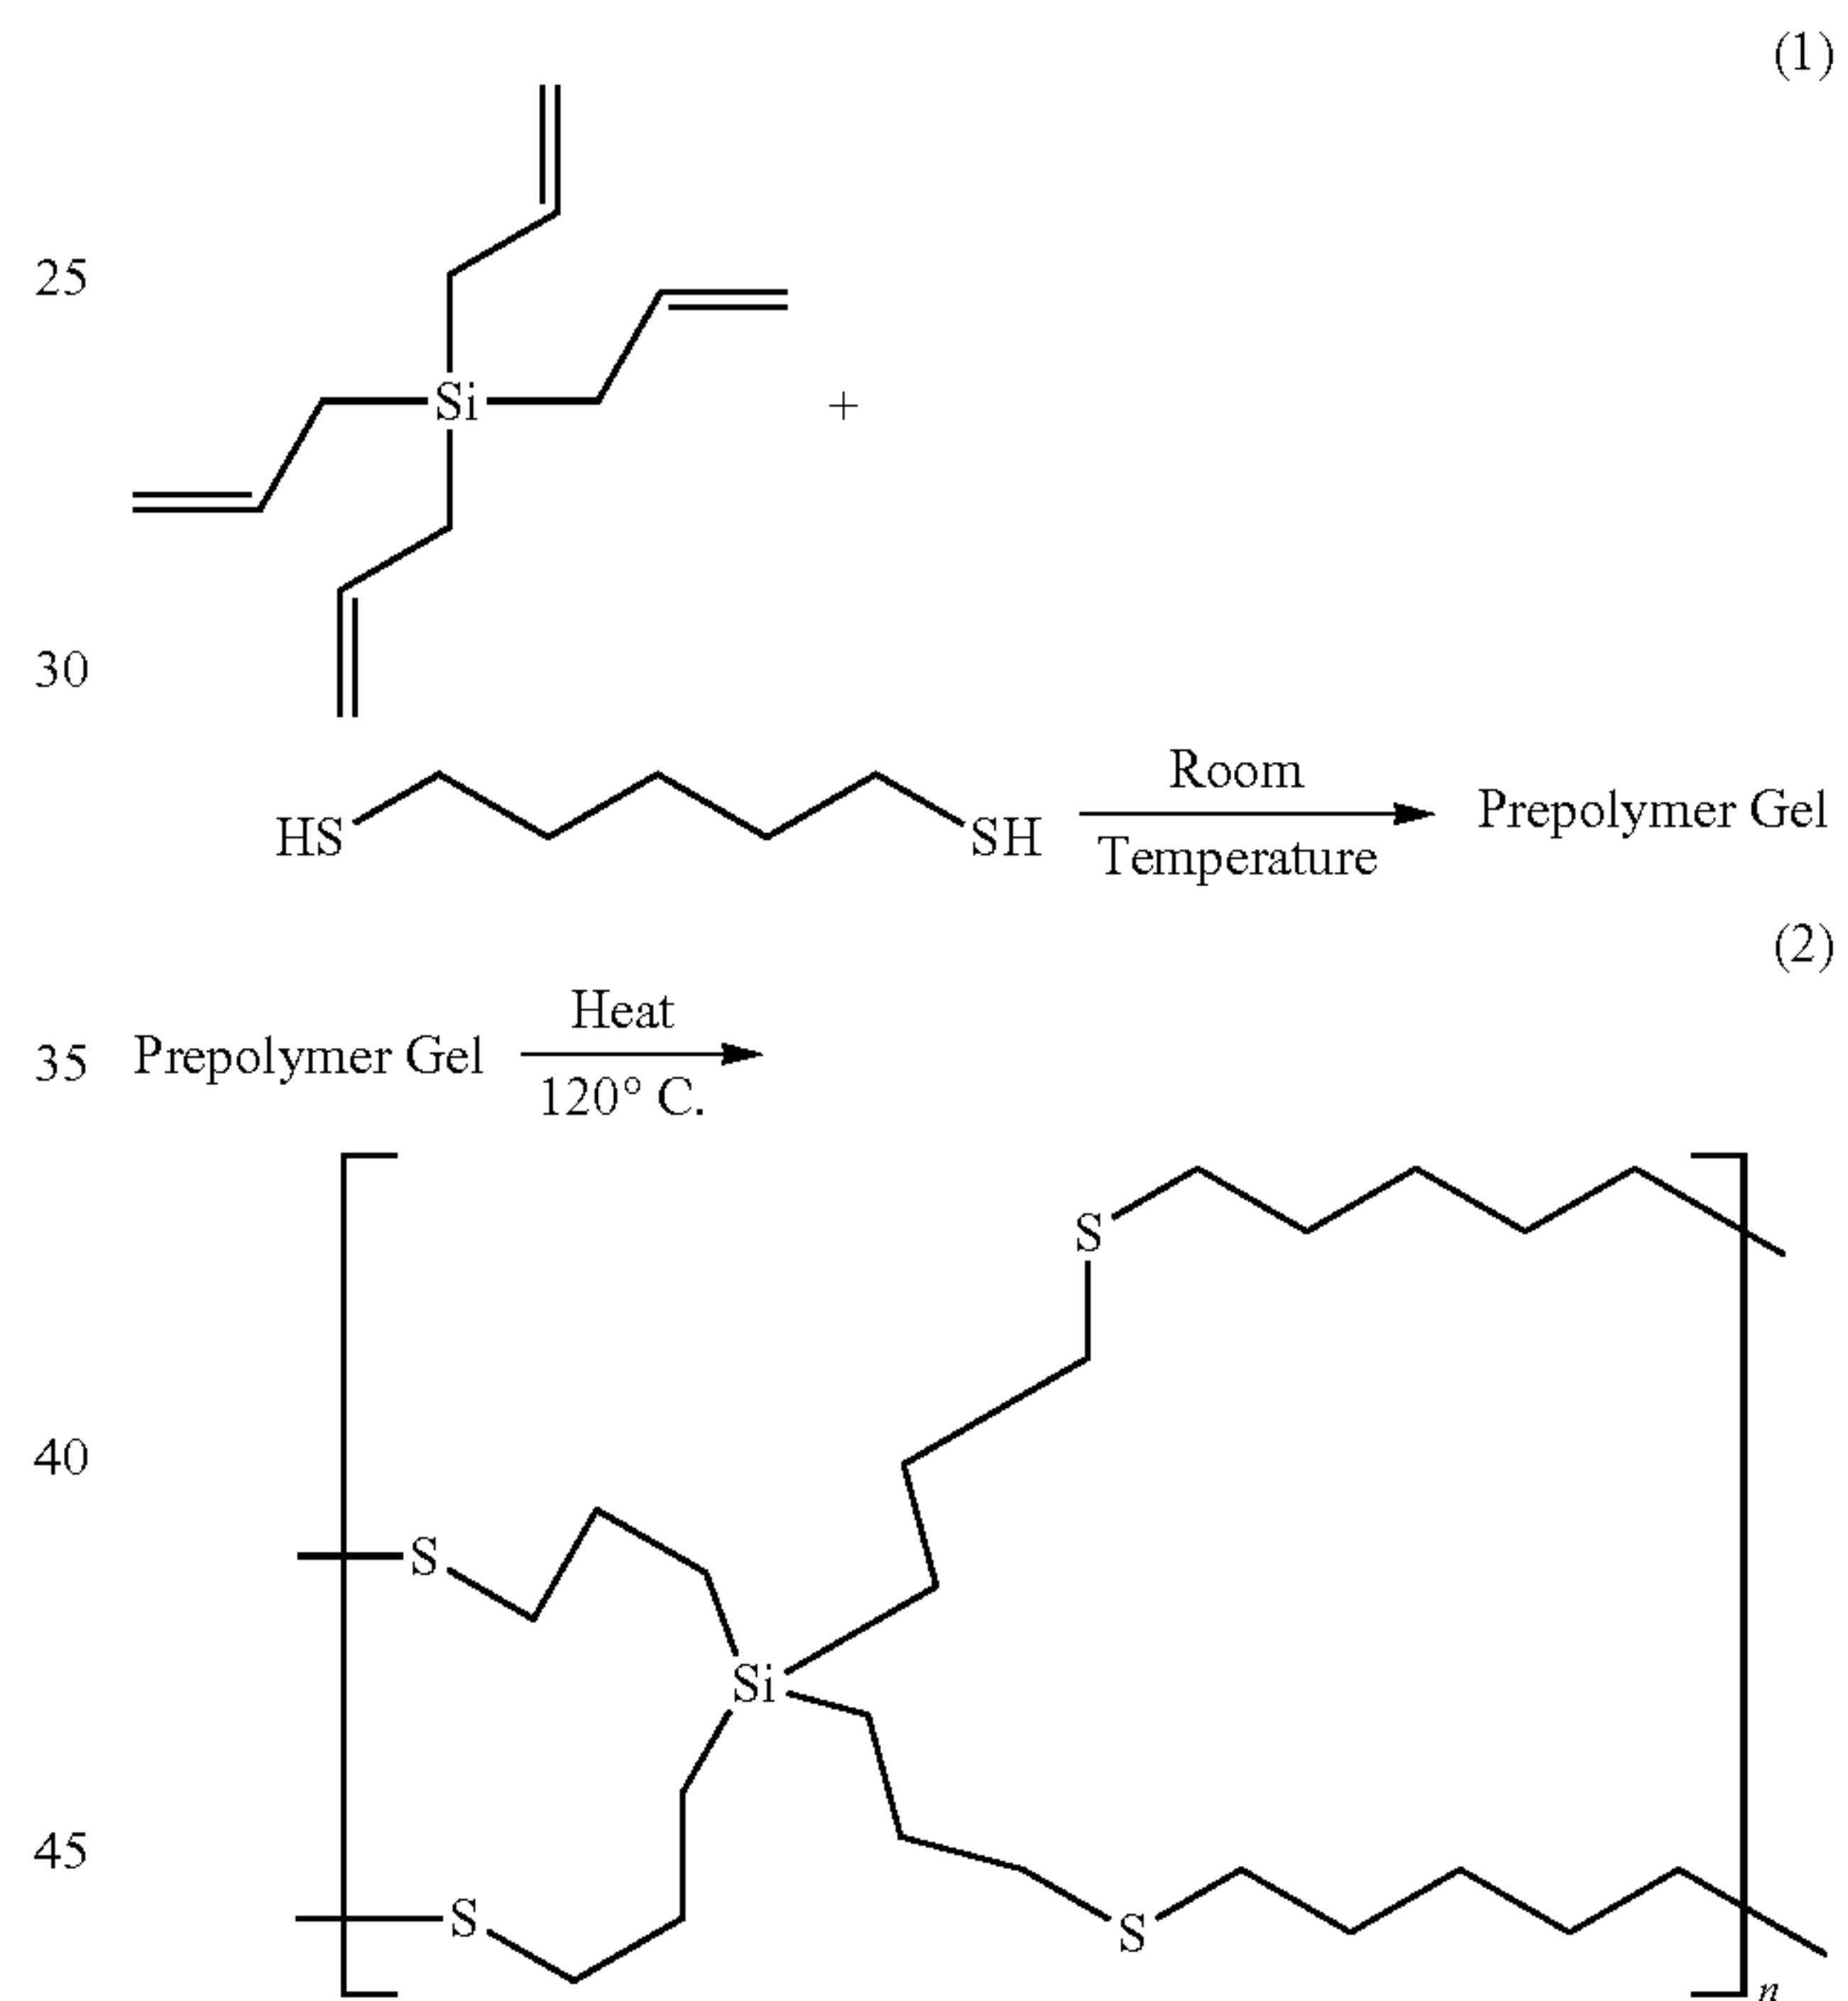 (1)
25
Si
+
30
HS
SH
Room
Temperature
Prepolymer Gel
(2)
35
Prepolymer Gel
Heat
120° C.
S
40
S
Si
45
S
S
n